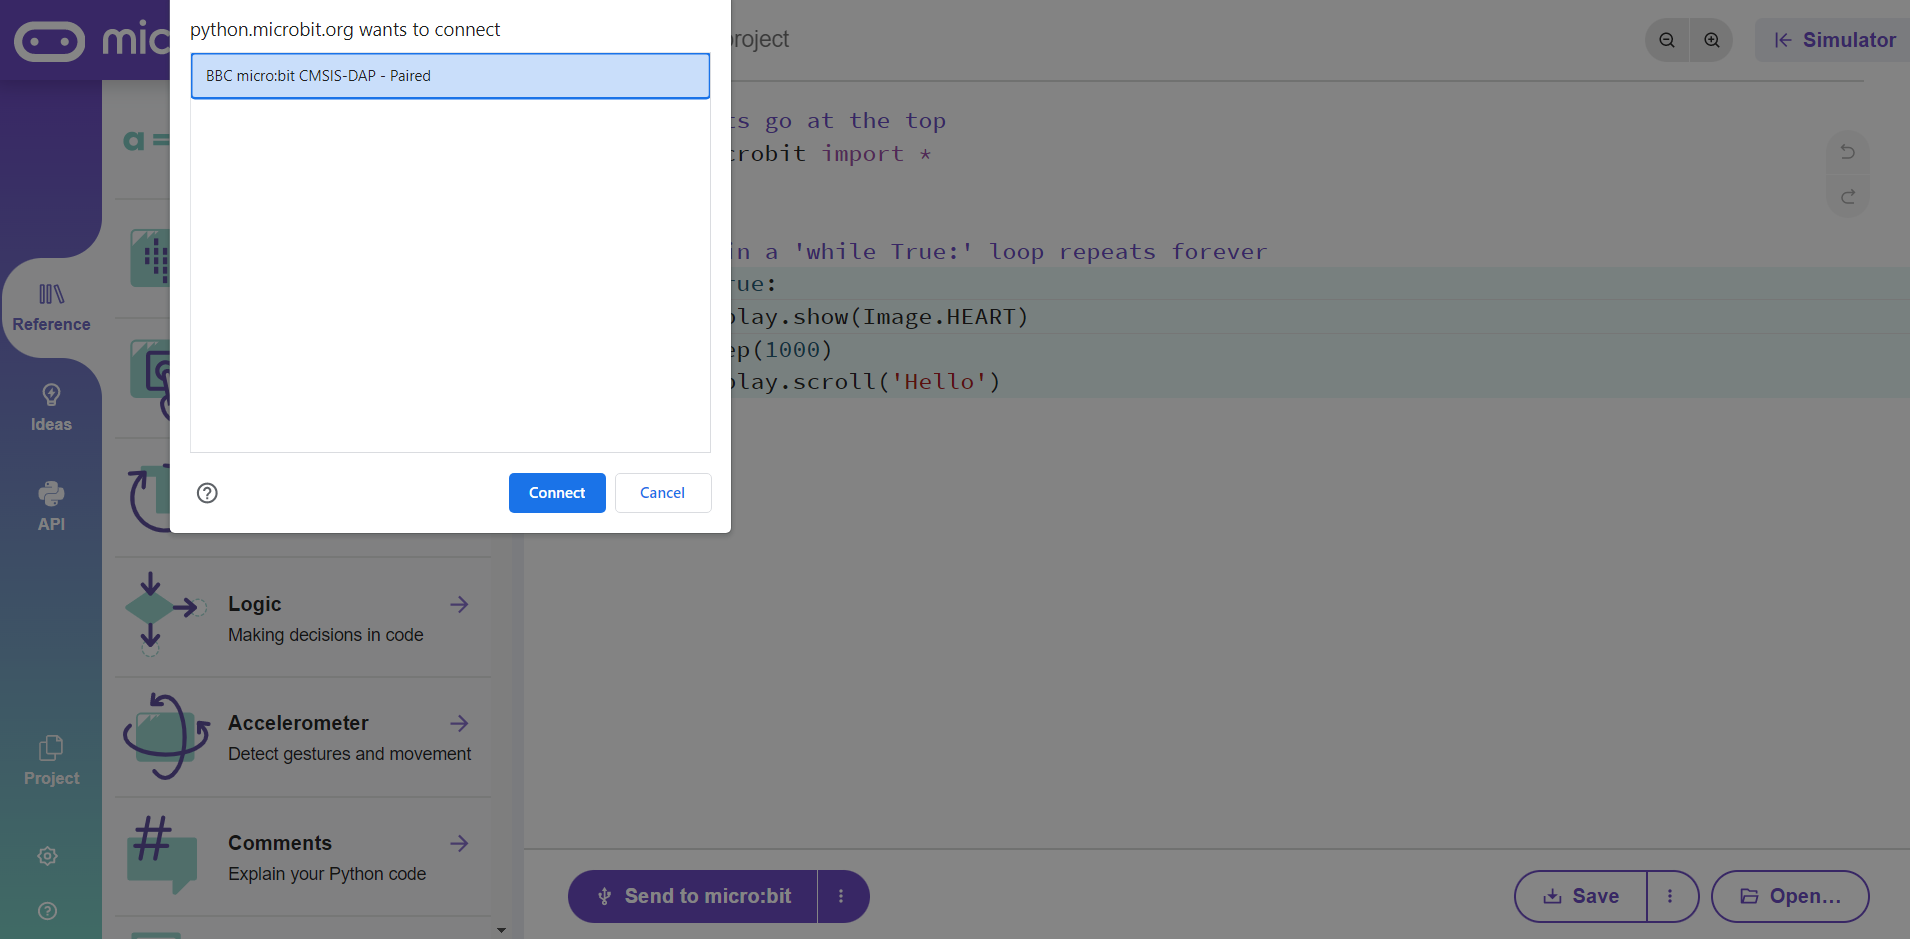 python.microbit.org wants to connect
BBC micro:bit CMSIS-DAP - Paired
Connect
Cancel
mic
project
Simulator
a =
Reference
Ideas
API
Project
Logic
Making decisions in code
Accelerometer
Detect gestures and movement
#
Comments
Explain your Python code
ts go at the top
crobit import *
in a 'while True:' loop repeats forever
rue:
play.show(Image.HEART)
ep(1000)
play.scroll('Hello')
Send to micro:bit
Save
Open...